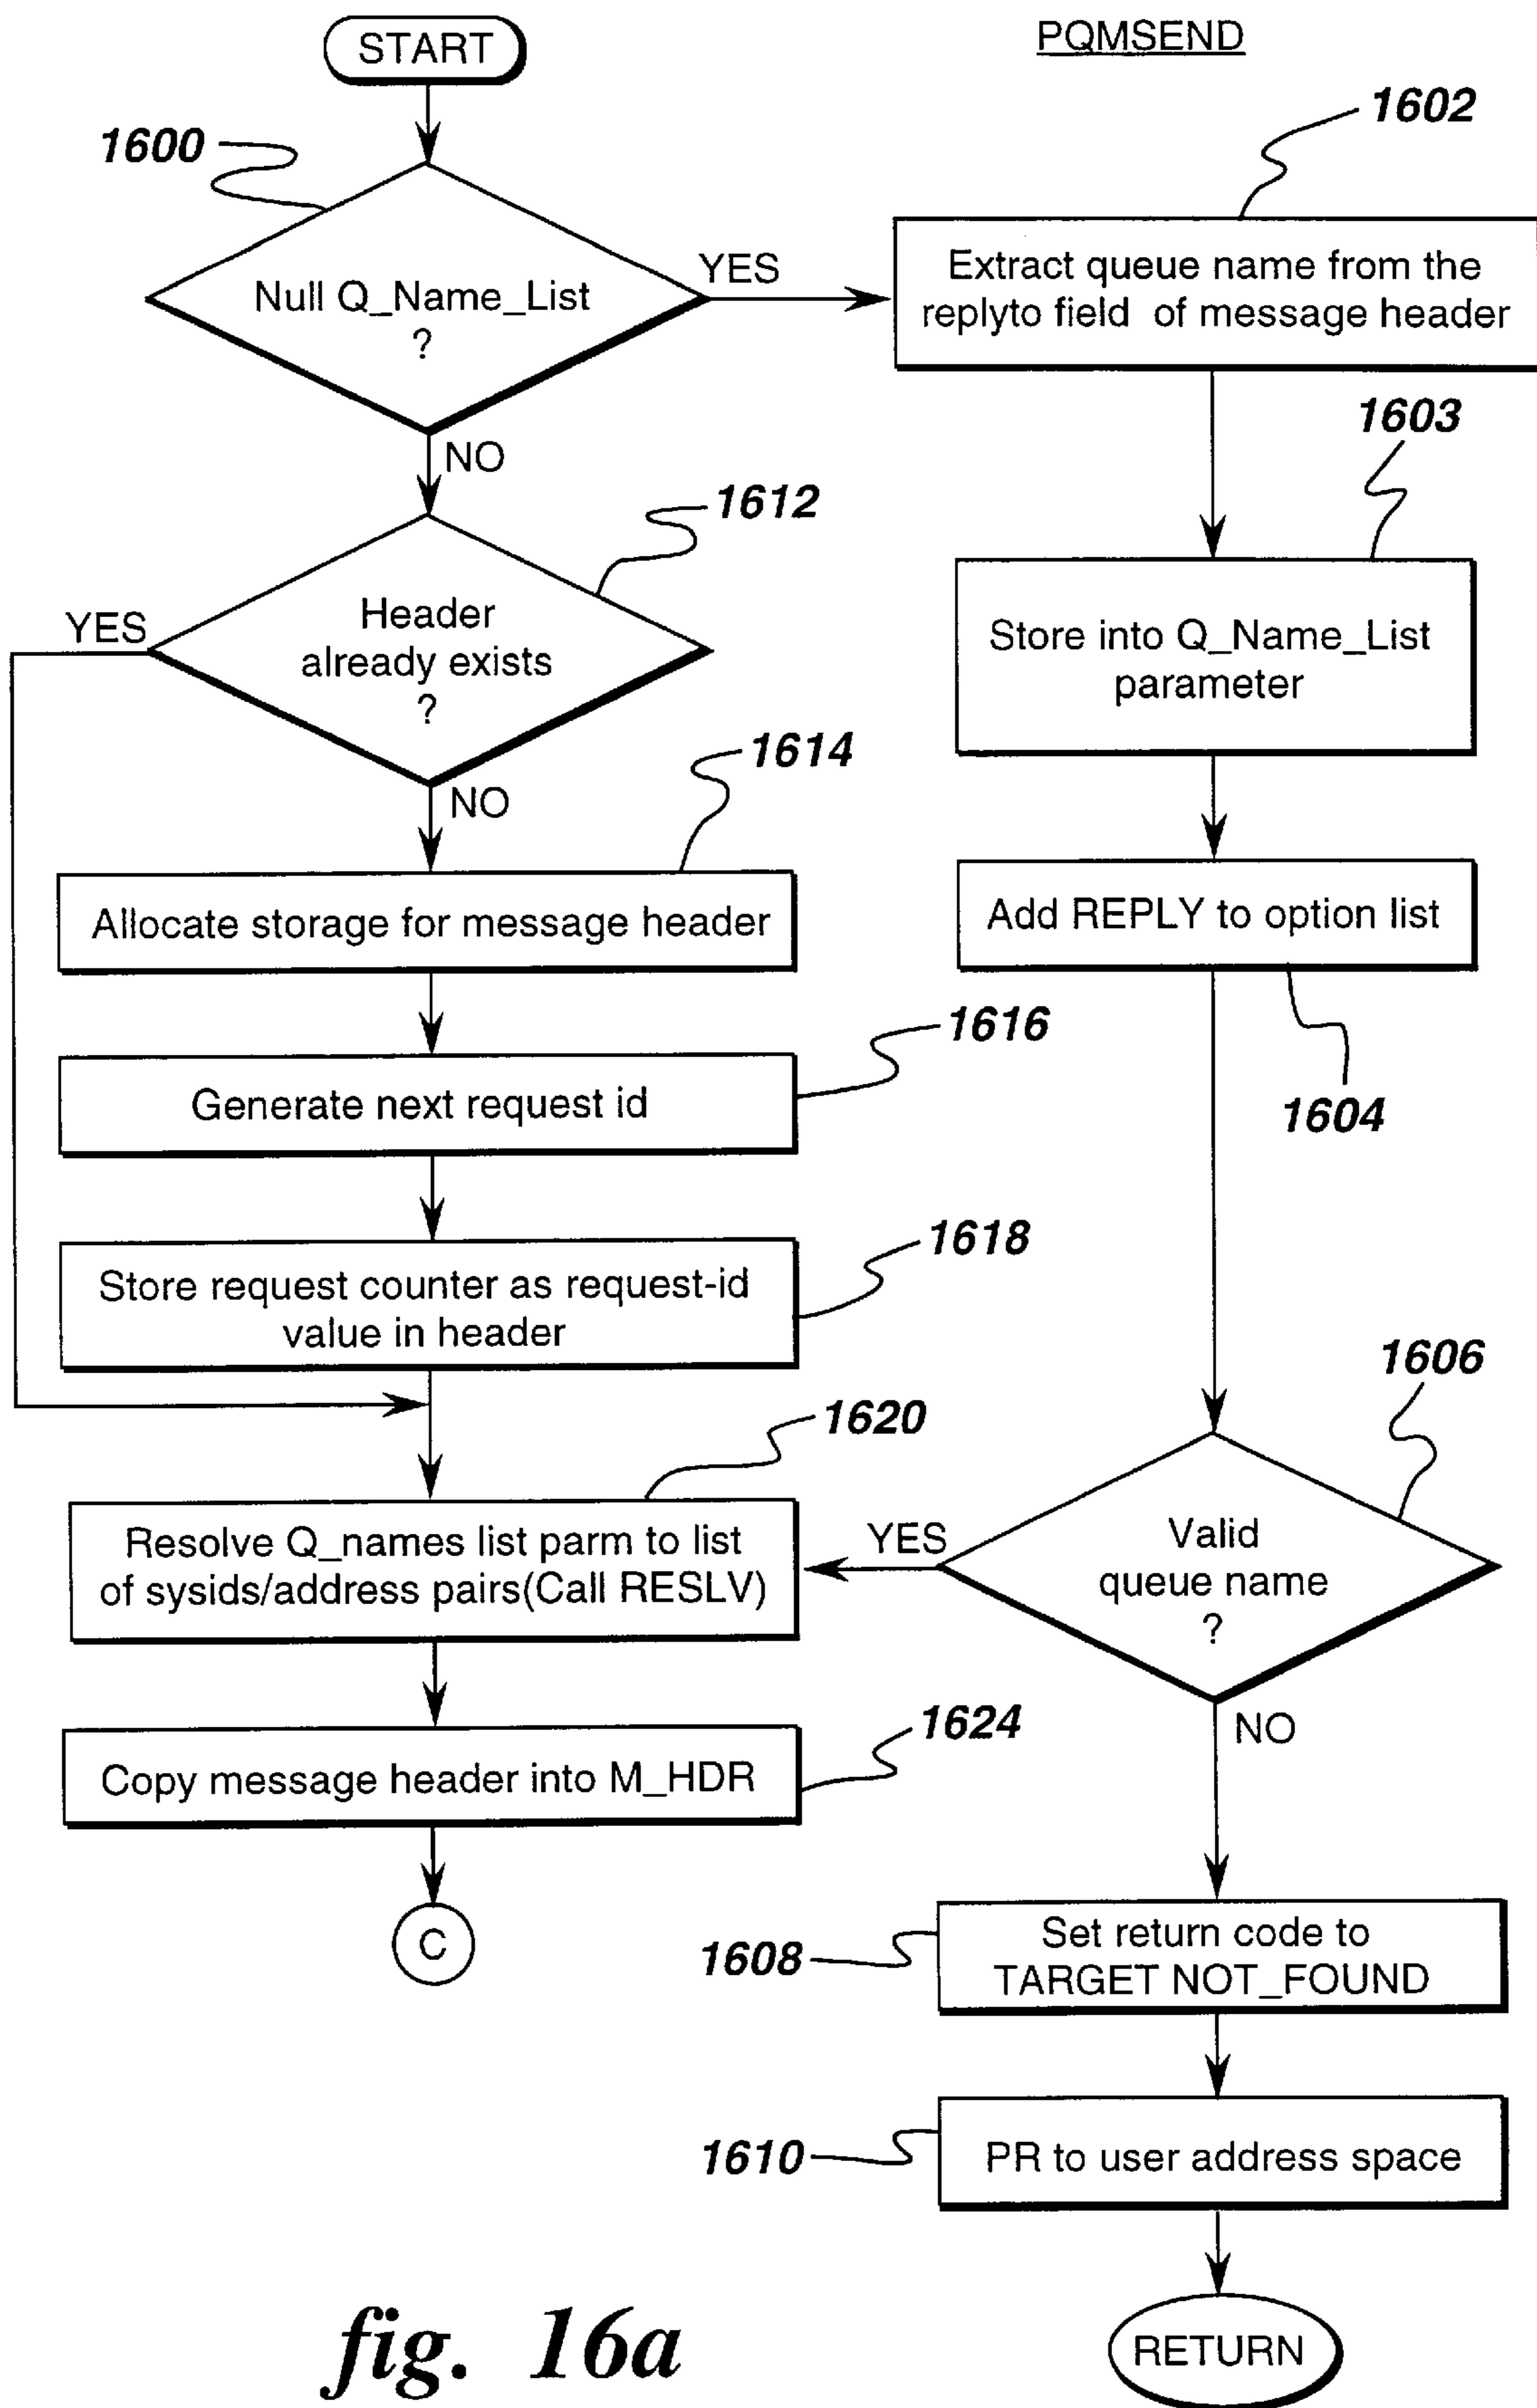 START
PQMSEND
1600
1602
Null Q_Name_List
?
YES
Extract queue name from the
replyto field of message header
NO
1603
1612
Header
already exists
?
YES
Store into Q_Name_List
parameter
NO
1614
Allocate storage for message header
Add REPLY to option list
1604
1616
Generate next request id
1618
Store request counter as request-id
value in header
1606
1620
Resolve Q_names list parm to list
of sysids/address pairs(Call RESLV)
YES
Valid
queue name
?
NO
1624
Copy message header into M_HDR
C
1608
Set return code to
TARGET NOT_FOUND
1610
PR to user address space
RETURN
fig. 16a